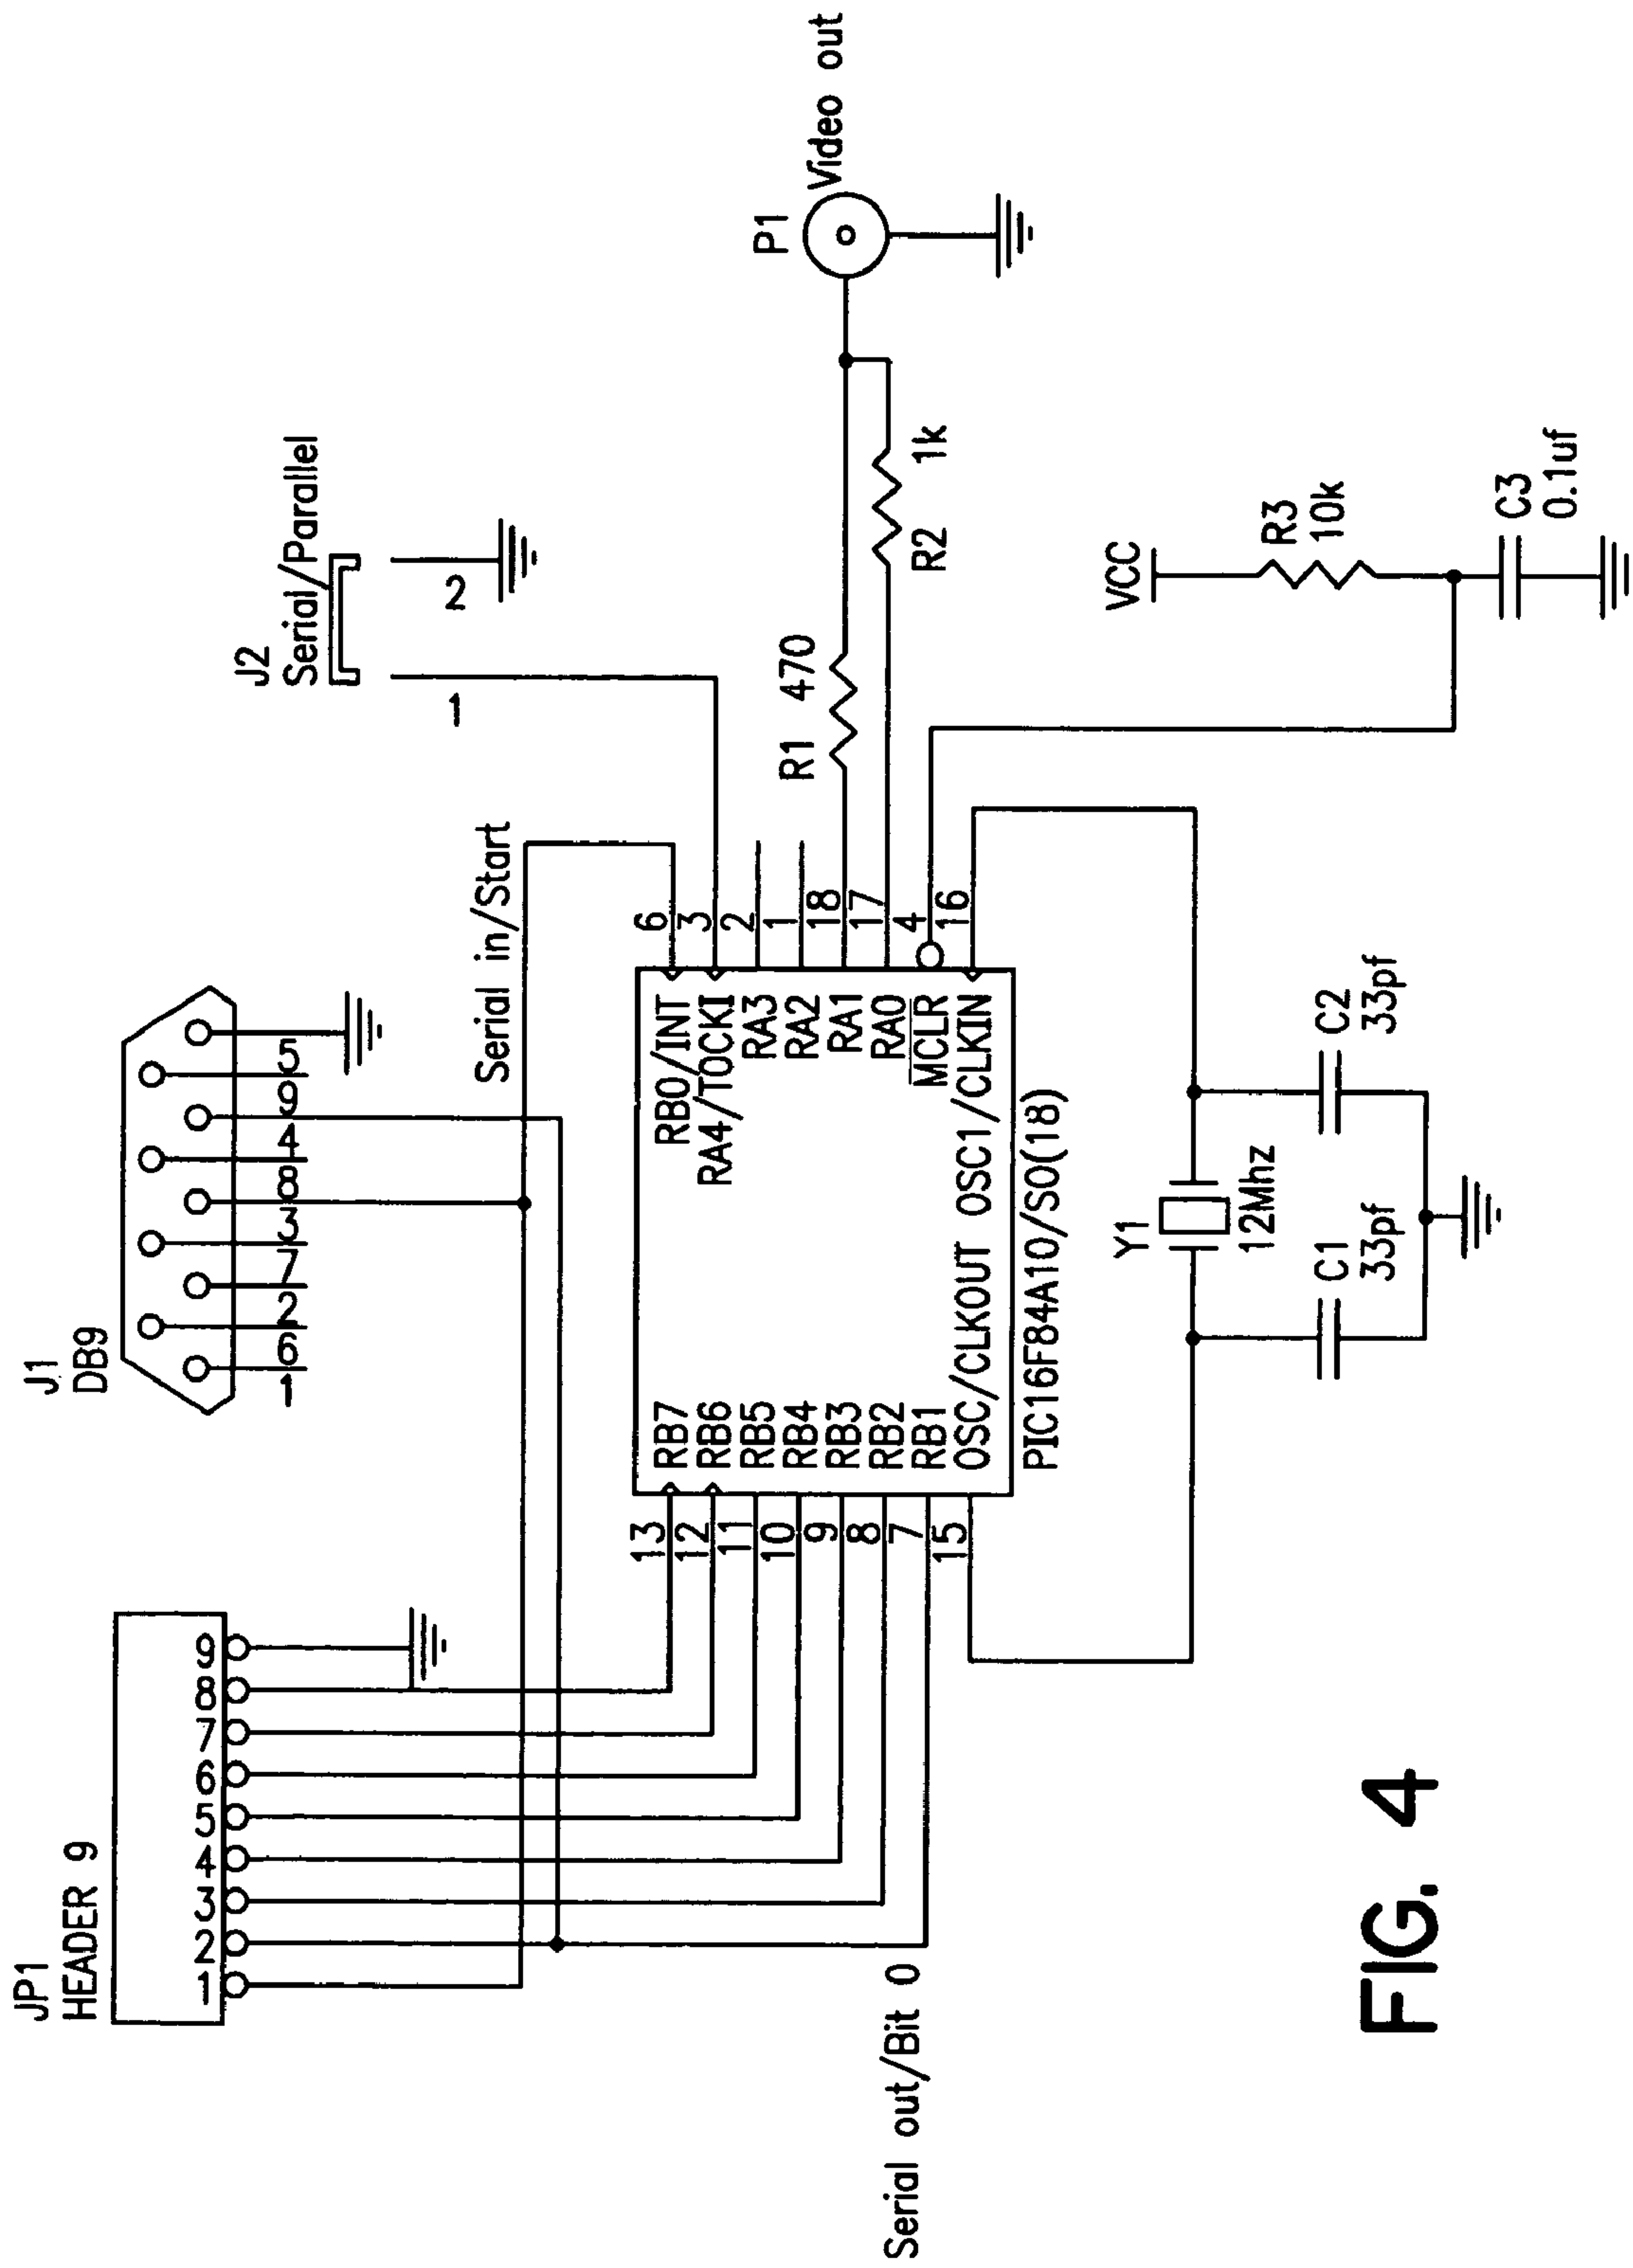 JP1
HEADER 9
1
2
3
4
5
6
7
8
9
J1
DB9
1
6
2
7
3
8
4
9
5
J2
Serial/Parallel
1
2
Serial in/Start
Serial out/Bit 0
13
12
11
10
9
8
7
15
RB7
RB6
RB5
RB4
RB3
RB2
RB1
OSC/CLKOUT OSC1/CLKIN
RB0/INT
RA4/TOCKI
RA3
RA2
RA1
RA0
MCLR
6
3
2
1
18
17
4
16
PIC16F84A10/SO(18)
R1 470
R2 1k
P1
Video out
VCC
R3
10k
C3
0.1uf
Y1
12Mhz
C1
33pf
C2
33pf
FIG. 4